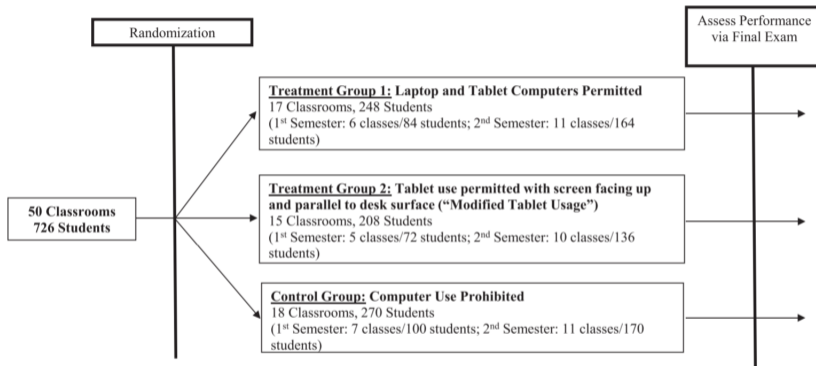 Randomization
Assess Performance
via Final Exam
Treatment Group 1: Laptop and Tablet Computers Permitted
17 Classrooms, 248 Students
(1st Semester: 6 classes/84 students; 2nd Semester: 11 classes/164
students)
50 Classrooms
726 Students
Treatment Group 2: Tablet use permitted with screen facing up
and parallel to desk surface (“Modified Tablet Usage”)
15 Classrooms, 208 Students
(1st Semester: 5 classes/72 students; 2nd Semester: 10 classes/136
students)
Control Group: Computer Use Prohibited
18 Classrooms, 270 Students
(1st Semester: 7 classes/100 students; 2nd Semester: 11 classes/170
students)